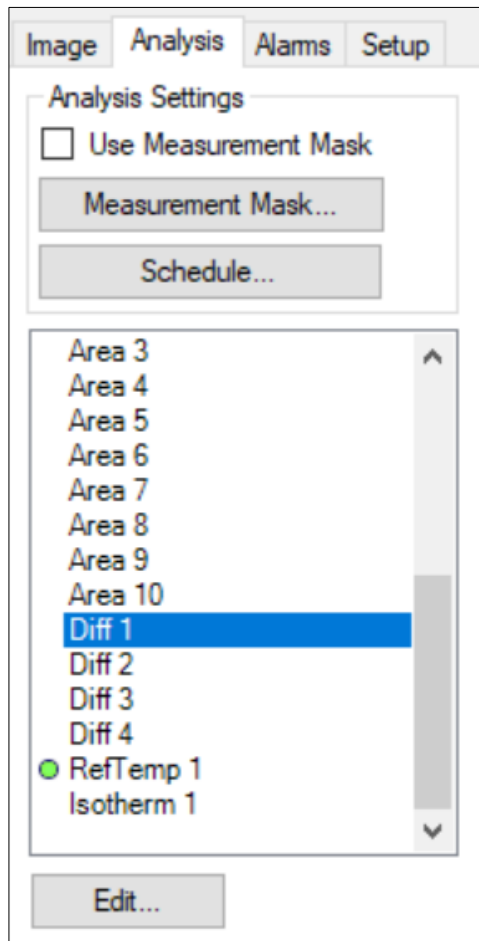 Image Analysis Alarms Setup
Analysis Settings
Use Measurement Mask
Measurement Mask...
Schedule...
Area 3
Area 4
Area 5
Area 6
Area 7
Area 8
Area 9
Area 10
Diff 1
Diff 2
Diff 3
Diff 4
RefTemp 1
Isotherm 1
Edit...